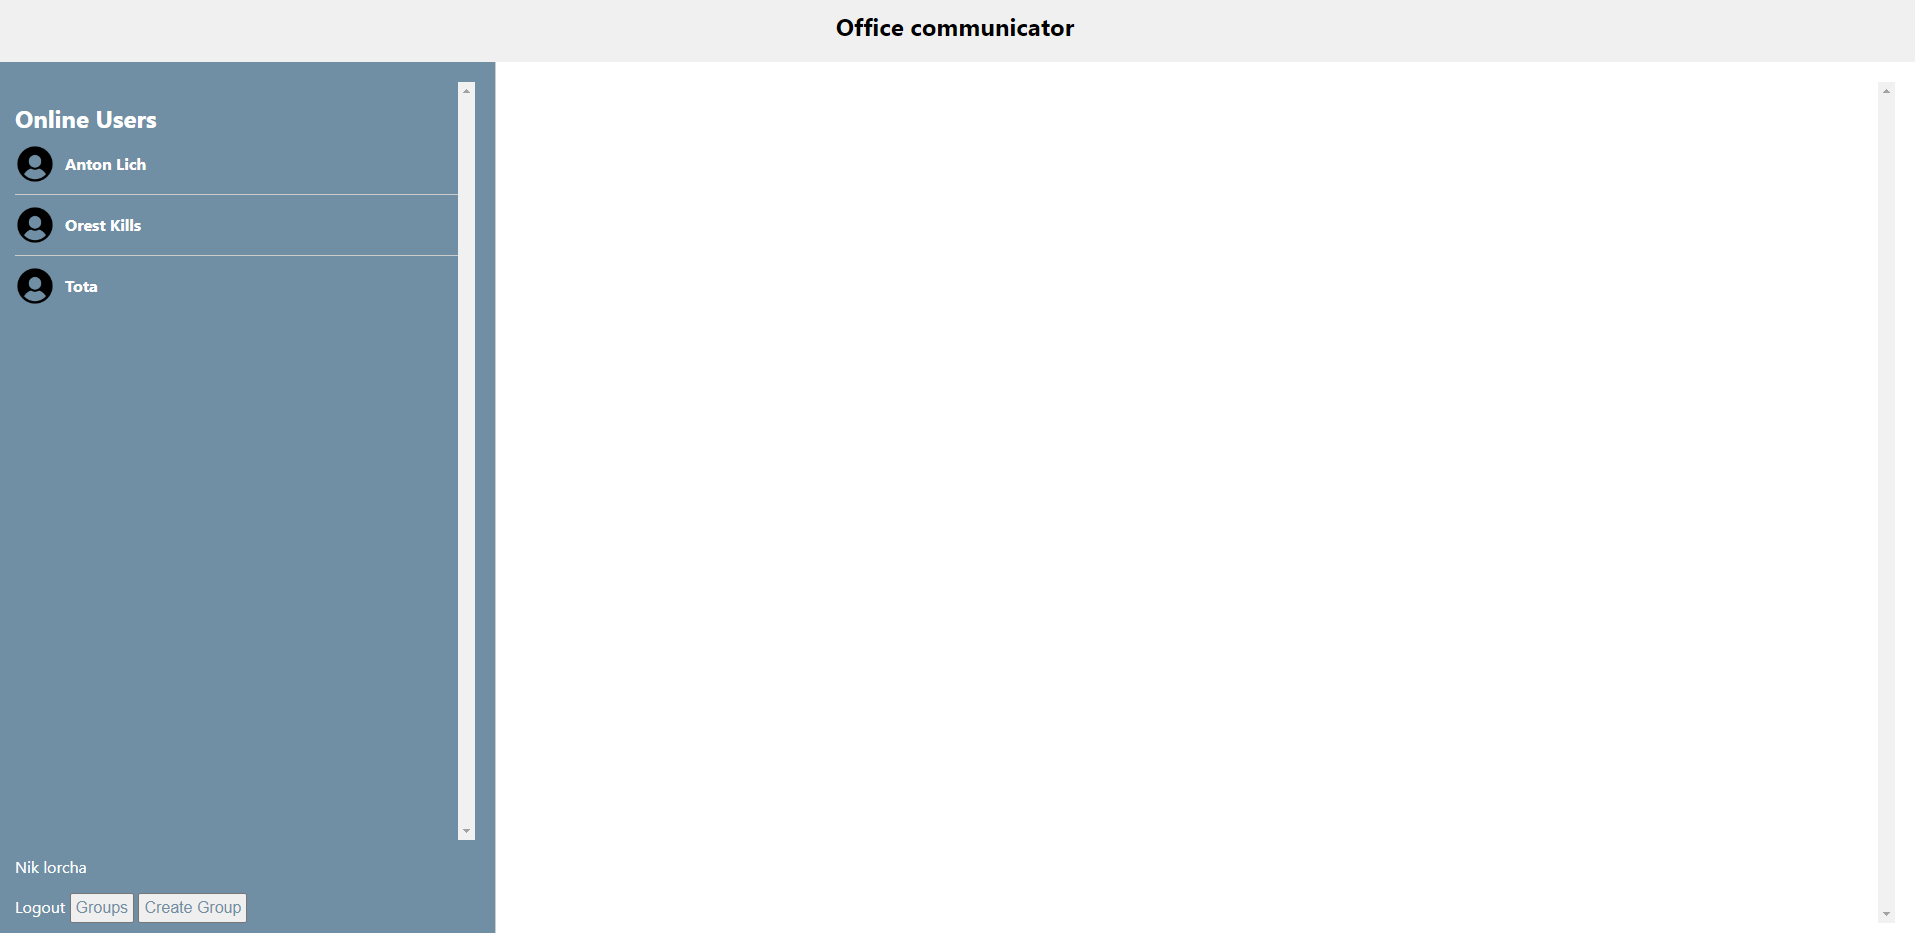 Office communicator
Online Users
Anton Lich
Orest Kills
Tota
Nik lorcha
Logout Groups Create Group